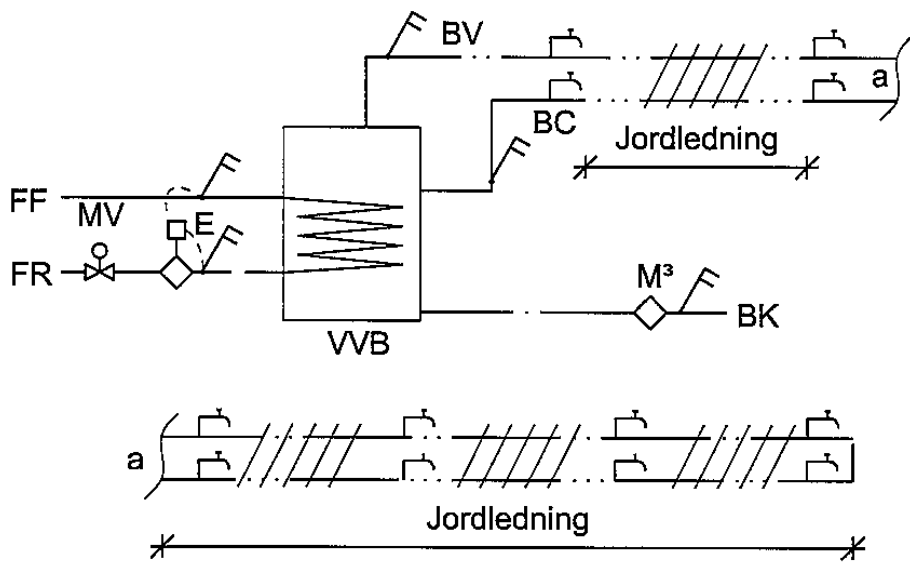 BV
a
BC
Jordledning
FF
MV
E
FR
M³
BK
VVB
a
Jordledning